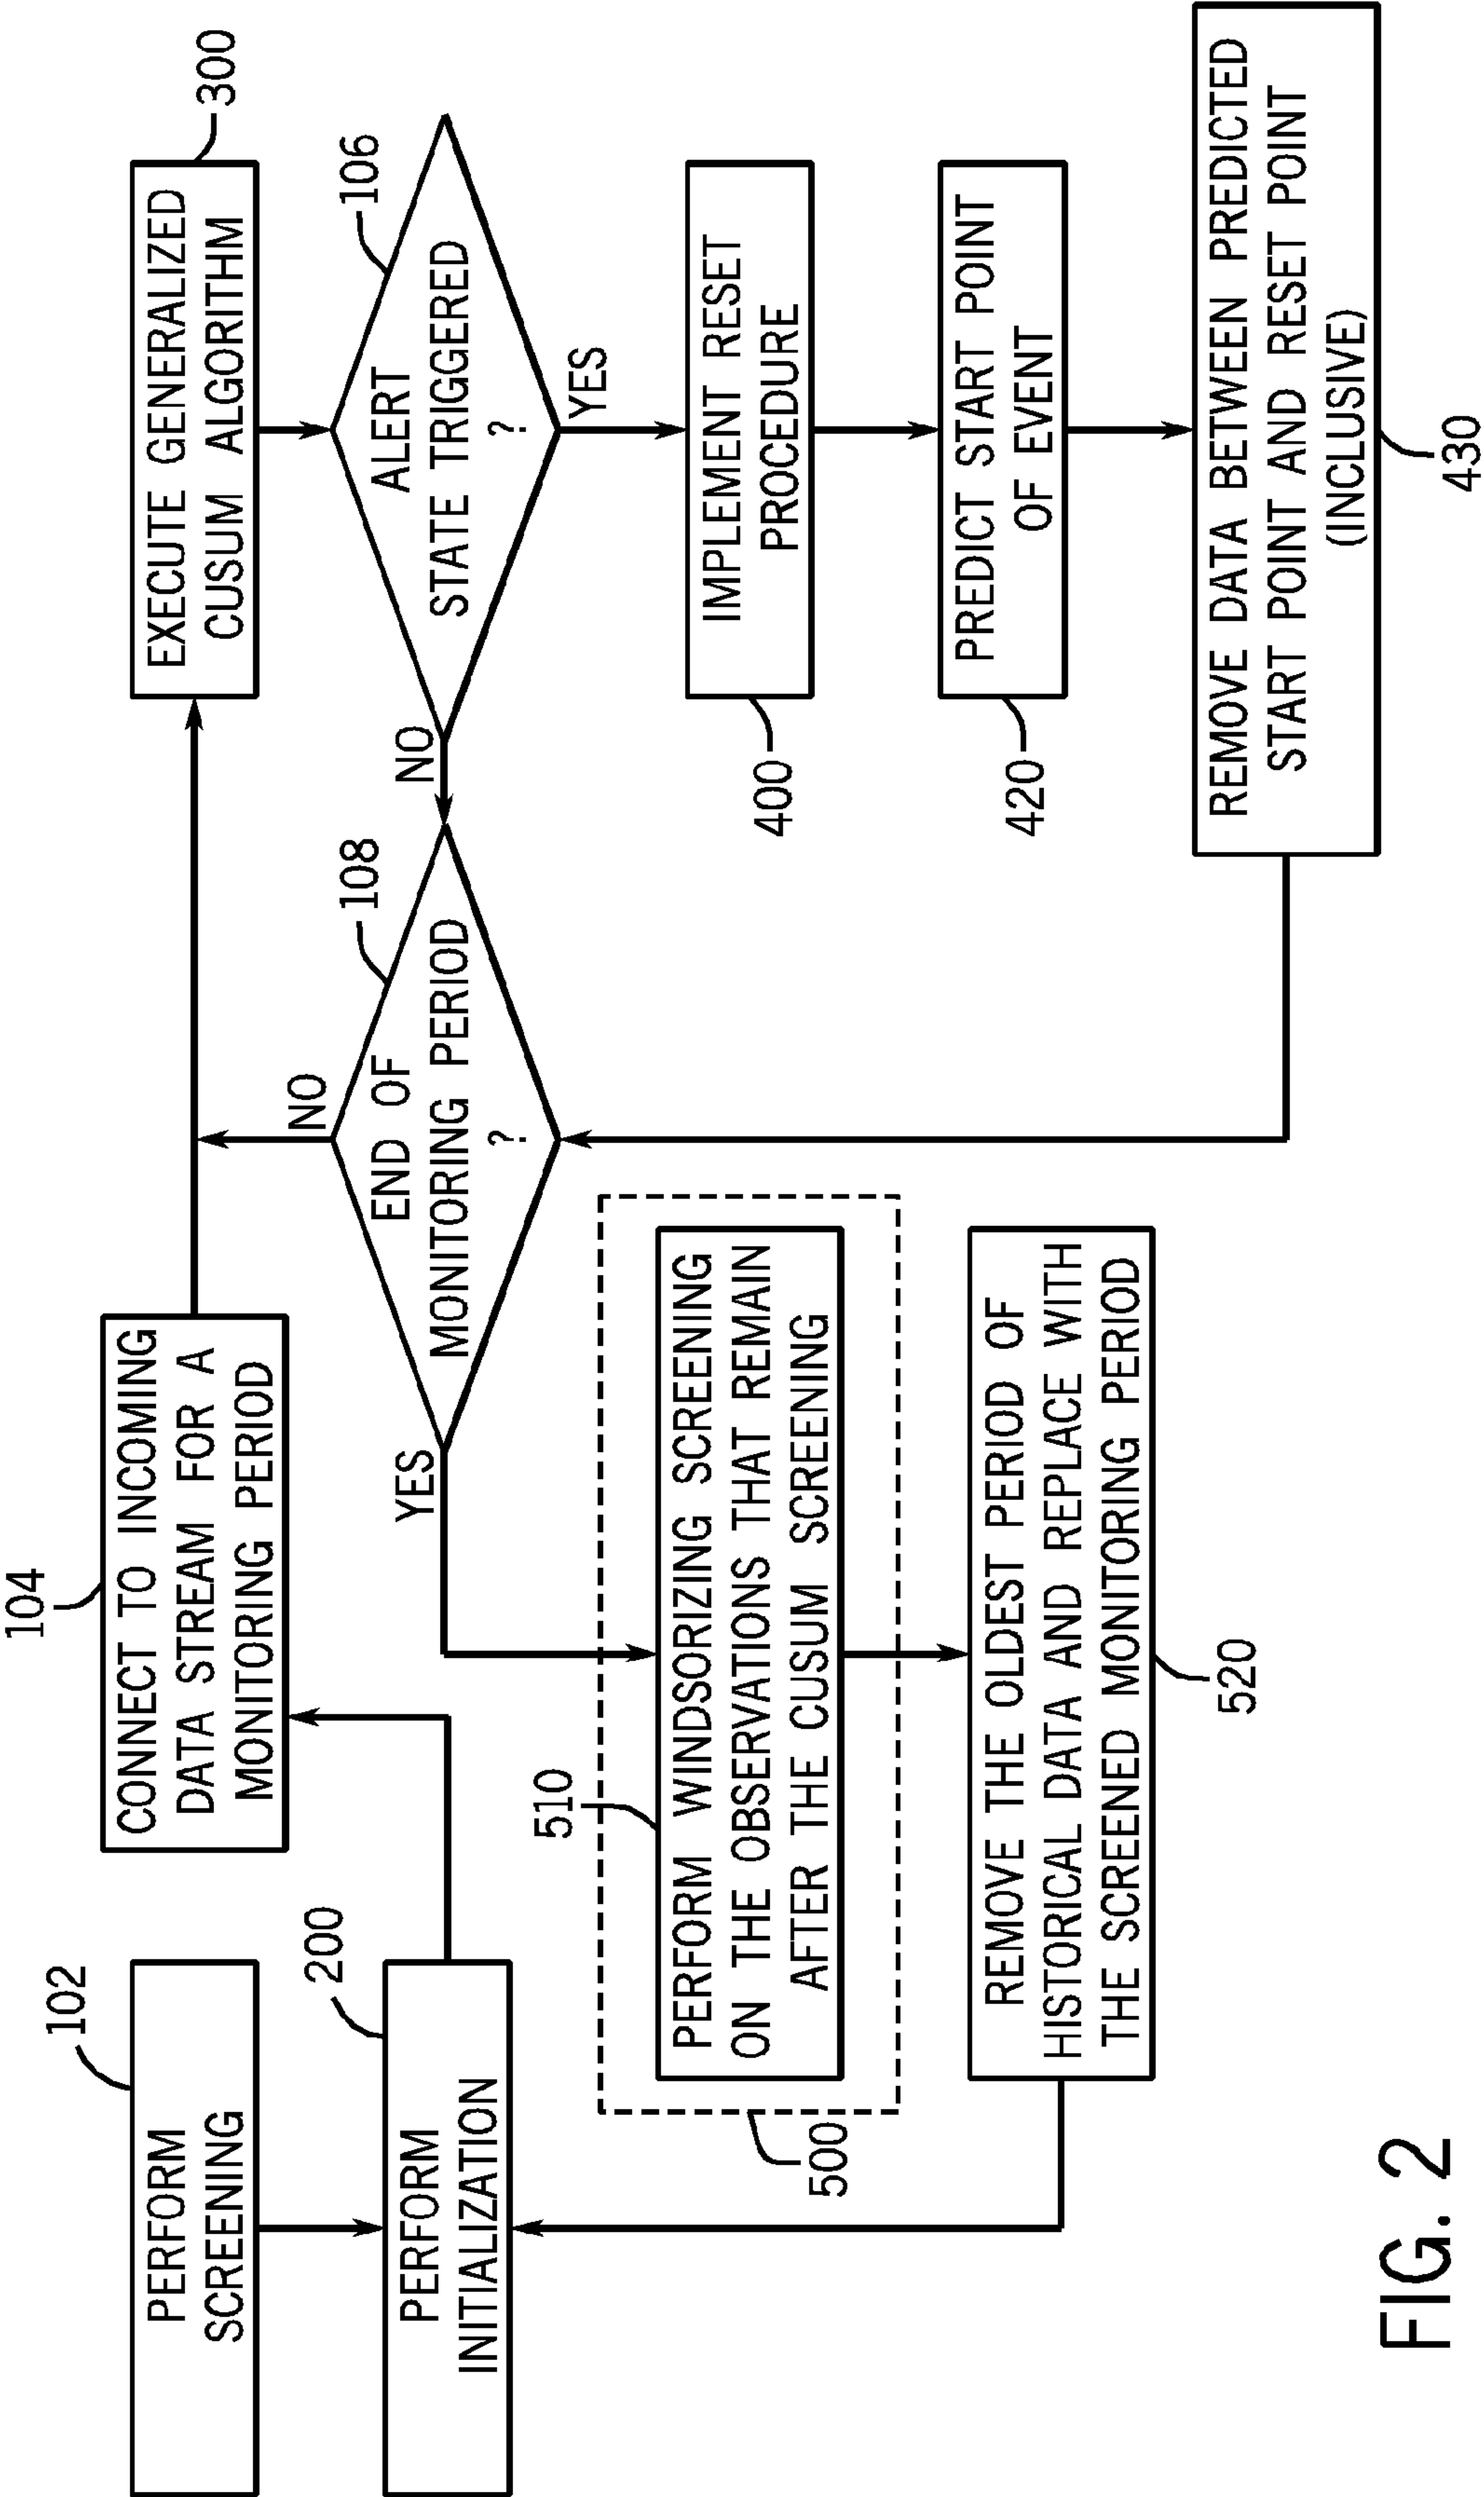 102
PERFORM
SCREENING
200
PERFORM
INITIALIZATION
104
CONNECT TO INCOMING
DATA STREAM FOR A
MONITORING PERIOD
300
EXECUTE GENERALIZED
CUSUM ALGORITHM
106
ALERT
STATE TRIGGERED
?
NO
YES
108
END OF
MONITORING PERIOD
?
NO
YES
400
IMPLEMENT RESET
PROCEDURE
420
PREDICT START POINT
OF EVENT
REMOVE DATA BETWEEN PREDICTED
START POINT AND RESET POINT
(INCLUSIVE)
430
510
PERFORM WINDSORIZING SCREENING
ON THE OBSERVATIONS THAT REMAIN
AFTER THE CUSUM SCREENING
500
REMOVE THE OLDEST PERIOD OF
HISTORICAL DATA AND REPLACE WITH
THE SCREENED MONITORING PERIOD
520
FIG. 2